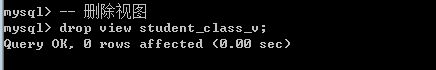 mysql> -- 删除视图
mysql> drop view student_class_v;
Query OK, 0 rows affected (0.00 sec)